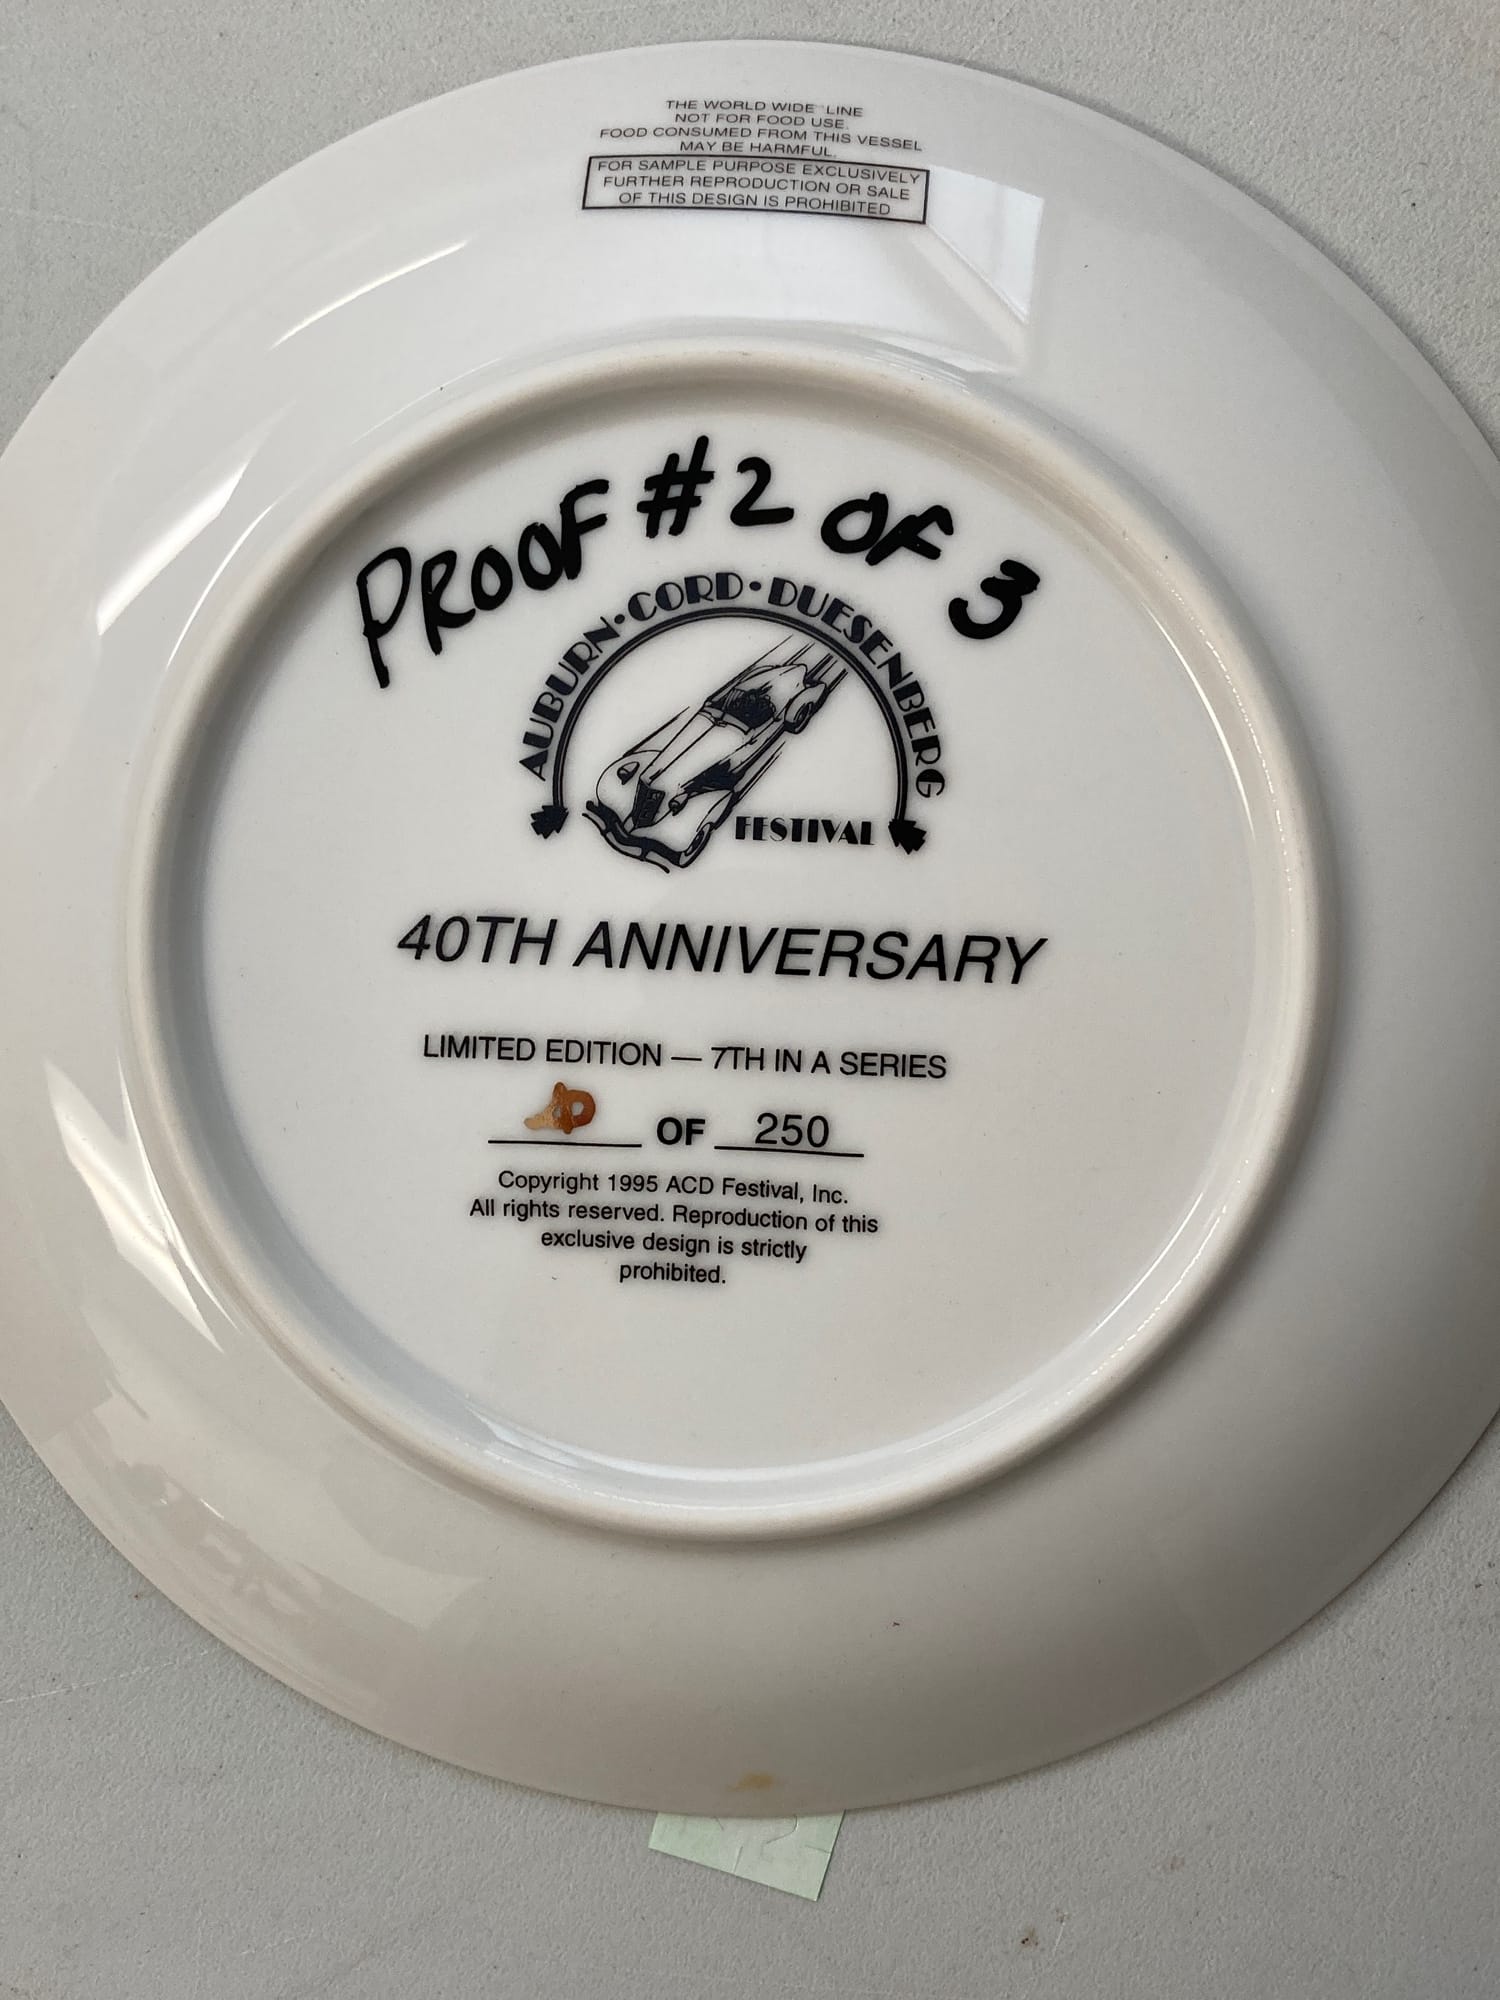 THE WORLD WIDE LINE
NOT FOR FOOD USE.
FOOD CONSUMED FROM THIS VESSEL
MAY BE HARMFUL.
FOR SAMPLE PURPOSE EXCLUSIVELY
FURTHER REPRODUCTION OR SALE
OF THIS DESIGN IS PROHIBITED
PROOF #2 OF 3
AUBURN • CORD • DUESENBERG
FESTIVAL
40TH ANNIVERSARY
LIMITED EDITION — 7TH IN A SERIES
OF 250
Copyright 1995 ACD Festival, Inc.
All rights reserved. Reproduction of this
exclusive design is strictly
prohibited.